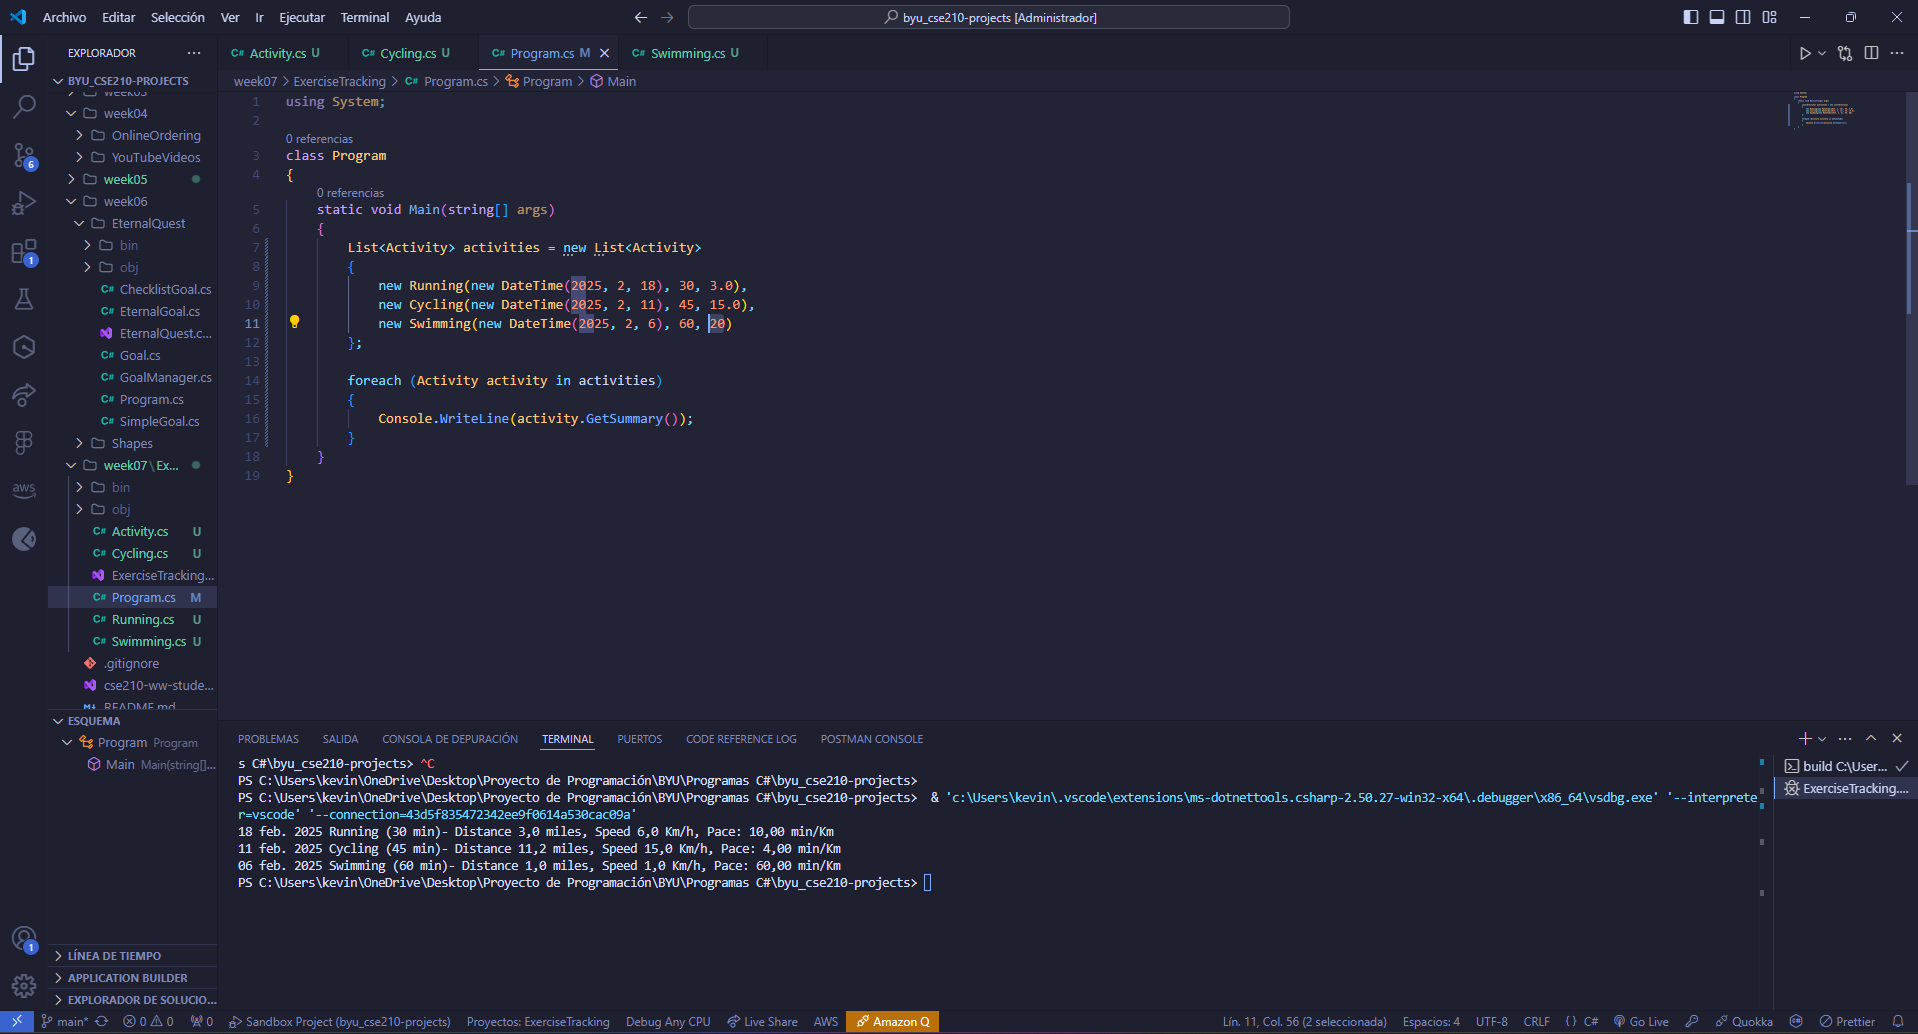 Archivo Editar Selección Ver Ir Ejecutar Terminal Ayuda
byu_cse210-projects [Administrador]
EXPLORADOR
BYU_CSE210-PROJECTS
week03
week04
OnlineOrdering
YouTubeVideos
week05
week06
EternalQuest
bin
obj
C# ChecklistGoal.cs
C# EternalGoal.cs
EternalQuest.c...
C# Goal.cs
C# GoalManager.cs
C# Program.cs
C# SimpleGoal.cs
Shapes
week07\Ex...
bin
obj
C# Activity.cs U
C# Cycling.cs U
ExerciseTracking...
C# Program.cs M
C# Running.cs U
C# Swimming.cs U
.gitignore
cse210-ww-stude...
README.md
ESQUEMA
Program Program
Main Main(string[]...
LÍNEA DE TIEMPO
APPLICATION BUILDER
EXPLORADOR DE SOLUCIO...
6
1
aws
1
C# Activity.cs U C# Cycling.cs U C# Program.cs M C# Swimming.cs U
week07 > ExerciseTracking > C# Program.cs > Program > Main
1 using System;
2
0 referencias
3 class Program
4 {
0 referencias
5 static void Main(string[] args)
6 {
7 List<Activity> activities = new List<Activity>
8 {
9 new Running(new DateTime(2025, 2, 18), 30, 3.0),
10 new Cycling(new DateTime(2025, 2, 11), 45, 15.0),
11 new Swimming(new DateTime(2025, 2, 6), 60, 20)
12 };
13
14 foreach (Activity activity in activities)
15 {
16 Console.WriteLine(activity.GetSummary());
17 }
18 }
19 }
PROBLEMAS SALIDA CONSOLA DE DEPURACIÓN TERMINAL PUERTOS CODE REFERENCE LOG POSTMAN CONSOLE
s C#\byu_cse210-projects> ^C
PS C:\Users\kevin\OneDrive\Desktop\Proyecto de Programación\BYU\Programas C#\byu_cse210-projects>
PS C:\Users\kevin\OneDrive\Desktop\Proyecto de Programación\BYU\Programas C#\byu_cse210-projects>  & 'c:\Users\kevin\.vscode\extensions\ms-dotnettools.csharp-2.50.27-win32-x64\.debugger\x86_64\vsdbg.exe' '--interprete
r=vscode' '--connection=43d5f835472342ee9f0614a530cac09a'
18 feb. 2025 Running (30 min)- Distance 3,0 miles, Speed 6,0 Km/h, Pace: 10,00 min/Km
11 feb. 2025 Cycling (45 min)- Distance 11,2 miles, Speed 15,0 Km/h, Pace: 4,00 min/Km
06 feb. 2025 Swimming (60 min)- Distance 1,0 miles, Speed 1,0 Km/h, Pace: 60,00 min/Km
PS C:\Users\kevin\OneDrive\Desktop\Proyecto de Programación\BYU\Programas C#\byu_cse210-projects>
build C:\User...
ExerciseTracking....
main* 0 0 0 Sandbox Project (byu_cse210-projects) Proyectos: ExerciseTracking Debug Any CPU Live Share AWS Amazon Q Lín. 11, Col. 56 (2 seleccionada) Espacios: 4 UTF-8 CRLF {} C# Go Live Quokka Prettier